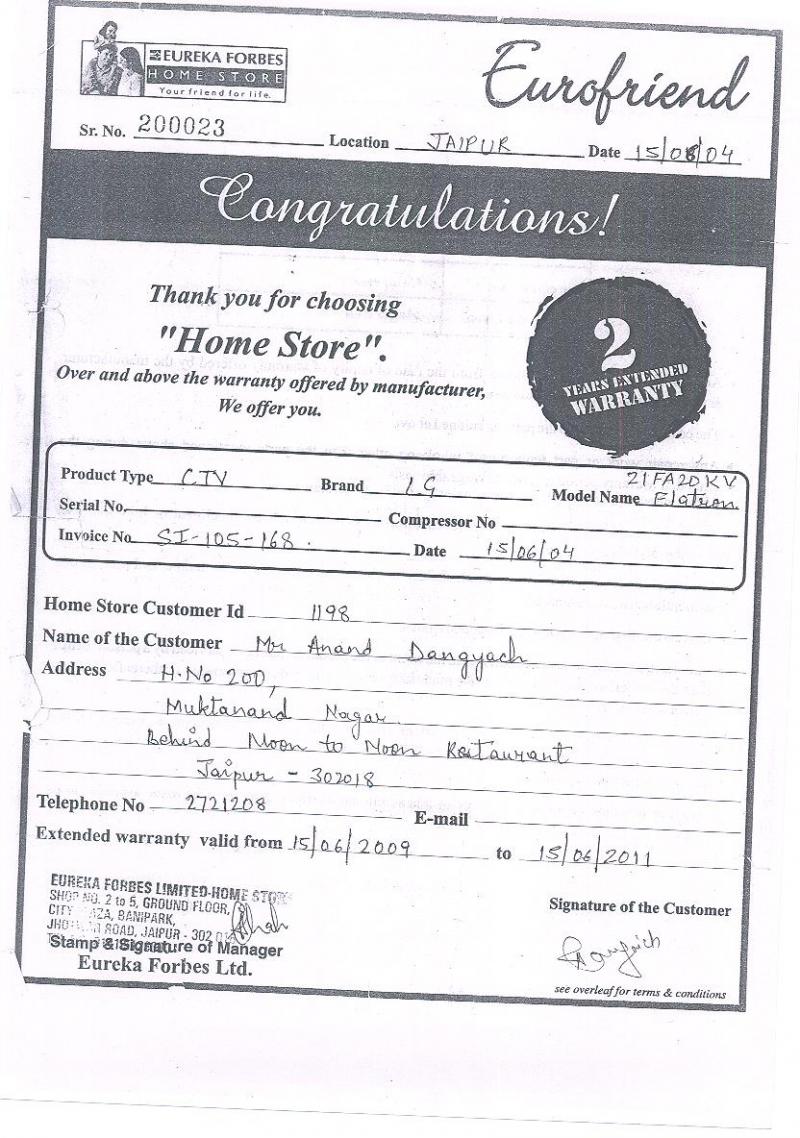 EUREKA FORBES
HOME STORE
Your friend for life.
Eurofriend
Sr. No. 200023 Location JAIPUR Date 15/06/04
Congratulations!
Thank you for choosing
"Home Store".
Over and above the warranty offered by manufacturer,
We offer you.
2
YEARS EXTENDED
WARRANTY
Product Type CTV Brand LG Model Name 21FA2DKV Flatron
Serial No. Compressor No
Invoice No SI-105-168. Date 15/06/04
Home Store Customer Id 1198
Name of the Customer Mr Anand Dangyach
Address H.No 200,
Muktanand Nagar
Behind Noon to Noon Restaurant
Jaipur - 302018
Telephone No 2721208 E-mail
Extended warranty valid from 15/06/2009 to 15/06/2011
EUREKA FORBES LIMITED-HOME STORE
SHOP NO. 2 to 5, GROUND FLOOR,
CITY PLAZA, BANIPARK,
ROAD, JAIPUR - 302
Stamp & Signature of Manager
Eureka Forbes Ltd.
Signature of the Customer
see overleaf for terms & conditions